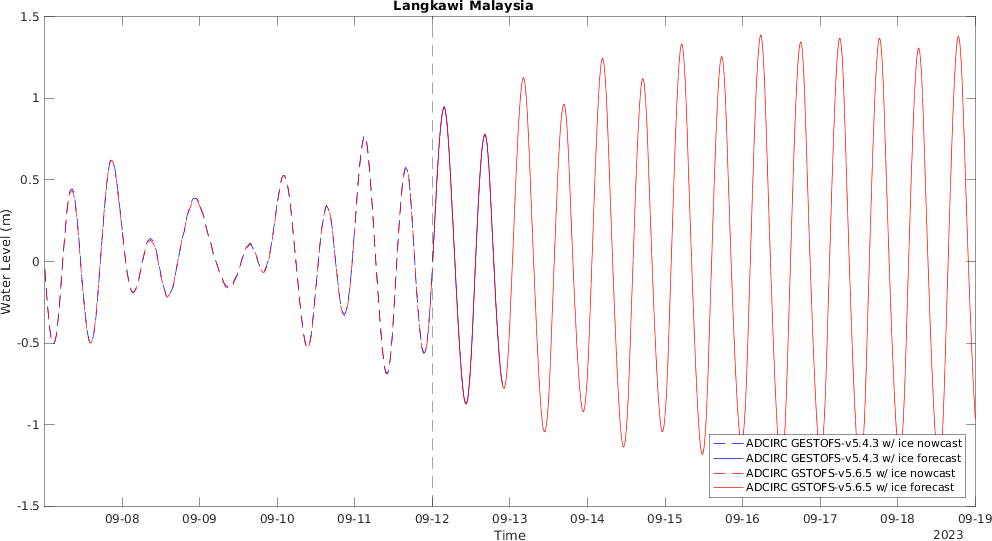 Langkawi Malaysia
1.5
1
0.5
0
-0.5
-1
-1.5
Water Level (m)
09-08 09-09 09-10 09-11 09-12 09-13 09-14 09-15 09-16 09-17 09-18 09-19
Time
2023
ADCIRC GESTOFS-v5.4.3 w/ ice nowcast
ADCIRC GESTOFS-v5.4.3 w/ ice forecast
ADCIRC GSTOFS-v5.6.5 w/ ice nowcast
ADCIRC GSTOFS-v5.6.5 w/ ice forecast